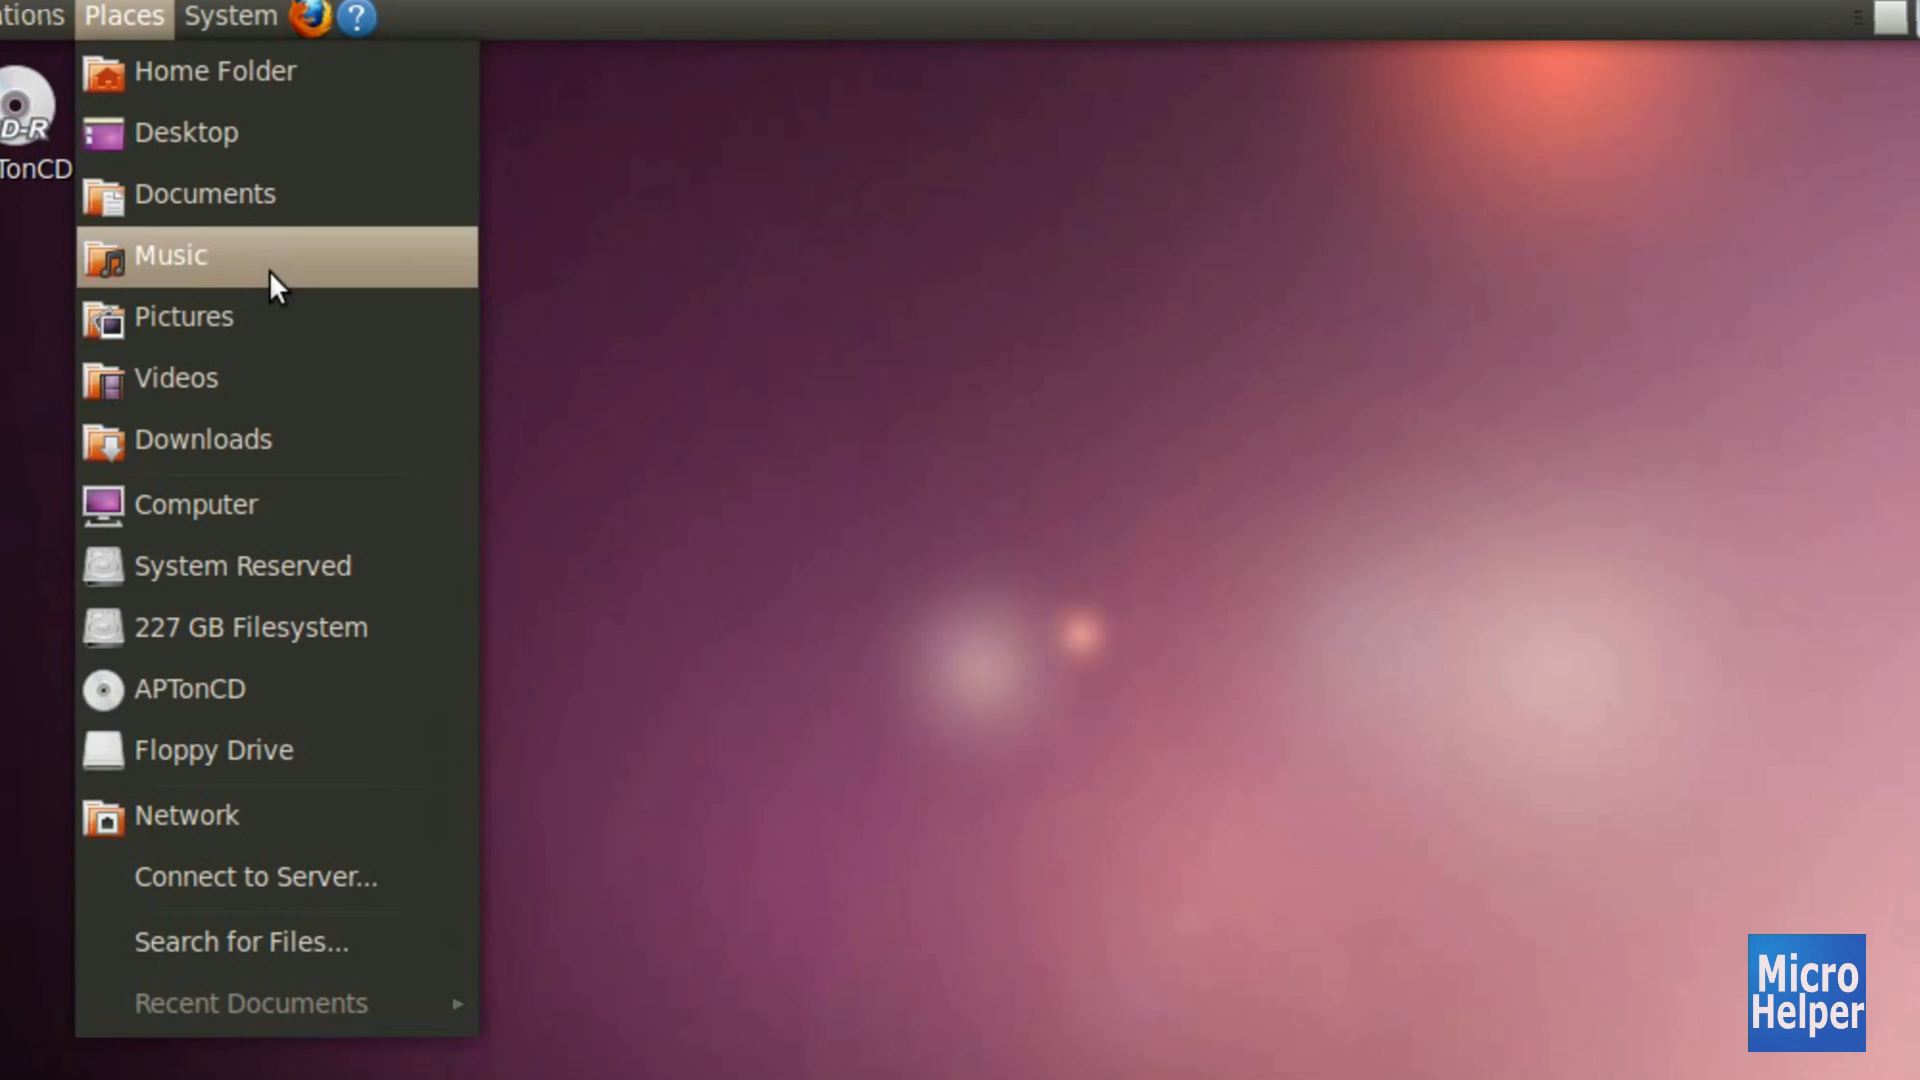 ations Places System
D-R
TonCD
Home Folder
Desktop
Documents
Music
Pictures
Videos
Downloads
Computer
System Reserved
227 GB Filesystem
APTonCD
Floppy Drive
Network
Connect to Server...
Search for Files...
Recent Documents
Micro
Helper